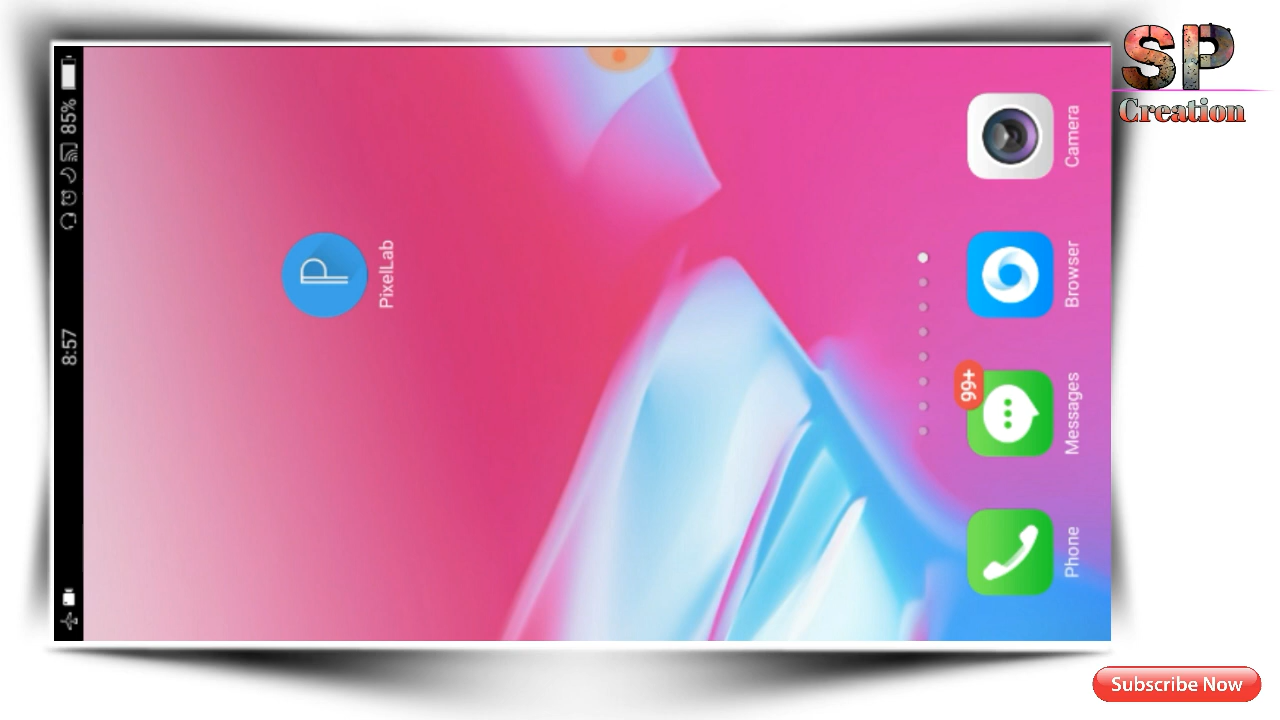 SP
Creation
8:57
85%
P
PixelLab
99+
Phone
Messages
Browser
Camera
Subscribe Now